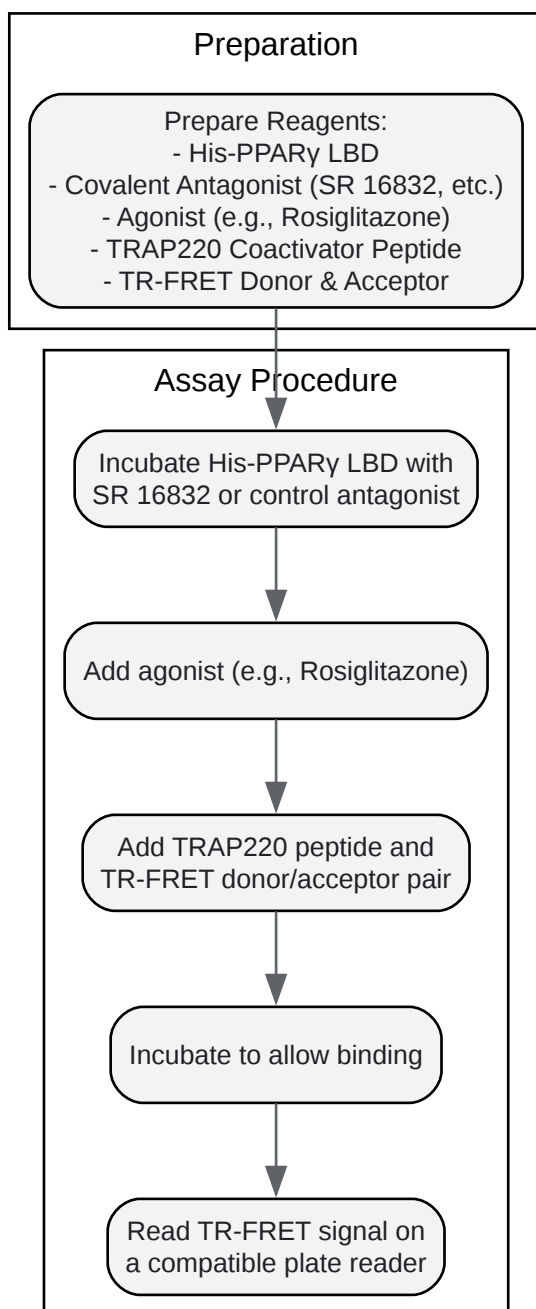 Preparation
Prepare Reagents:
- His-PPARγ LBD
- Covalent Antagonist (SR 16832, etc.)
- Agonist (e.g., Rosiglitazone)
- TRAP220 Coactivator Peptide
- TR-FRET Donor & Acceptor
Assay Procedure
Incubate His-PPARγ LBD with
SR 16832 or control antagonist
Add agonist (e.g., Rosiglitazone)
Add TRAP220 peptide and
TR-FRET donor/acceptor pair
Incubate to allow binding
Read TR-FRET signal on
a compatible plate reader